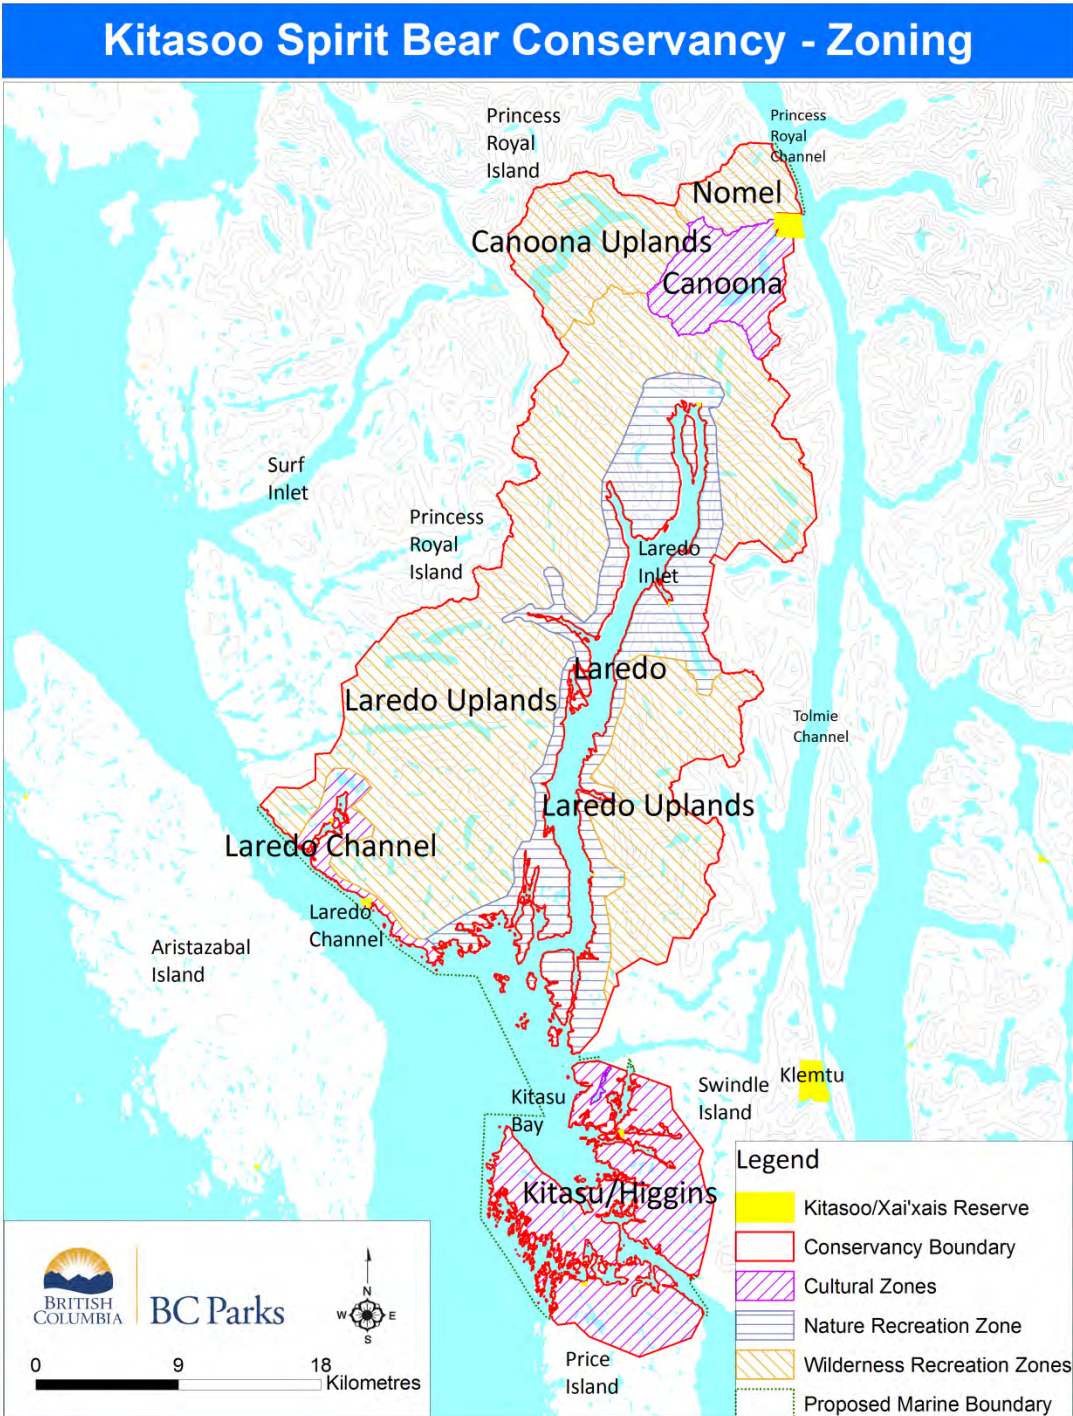 Kitasoo Spirit Bear Conservancy - Zoning
Princess
Royal
Island
Princess
Royal
Channel
Nomel
Canoona Uplands
Canoona
Surf
Inlet
Princess
Royal
Island
Laredo
Inlet
Laredo
Laredo Uplands
Tolmie
Channel
Laredo Uplands
Laredo Channel
Laredo
Channel
Aristazabal
Island
Kitasu
Bay
Swindle
Island
Klemtu
Kitasu/Higgins
Price
Island
Legend
Kitasoo/Xai'xais Reserve
Conservancy Boundary
Cultural Zones
Nature Recreation Zone
Wilderness Recreation Zones
Proposed Marine Boundary
BRITISH
COLUMBIA
BC Parks
N
W E
S
0 9 18
Kilometres